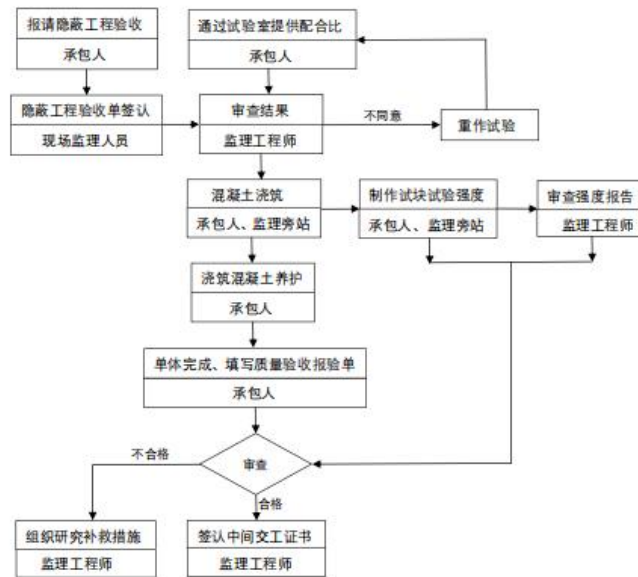 报请隐蔽工程验收
承包人
通过试验室提供配合比
承包人
隐蔽工程验收单签认
现场监理人员
审查结果
监理工程师
不同意
重作试验
混凝土浇筑
承包人、监理旁站
制作试块试验强度
承包人、监理旁站
审查强度报告
监理工程师
浇筑混凝土养护
承包人
单体完成、填写质量验收报验单
承包人
审查
不合格
合格
组织研究补救措施
监理工程师
签认中间交工证书
监理工程师